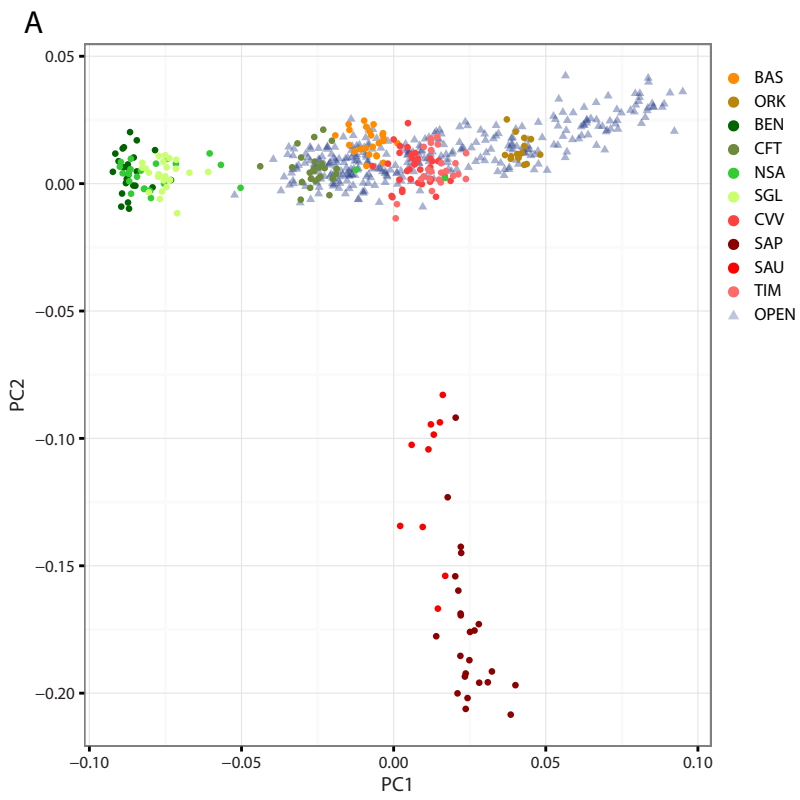 A
0.05
0.00
−0.05
−0.10
−0.15
−0.20
PC2
−0.10
−0.05
0.00
0.05
0.10
PC1
BAS
ORK
BEN
CFT
NSA
SGL
CVV
SAP
SAU
TIM
OPEN